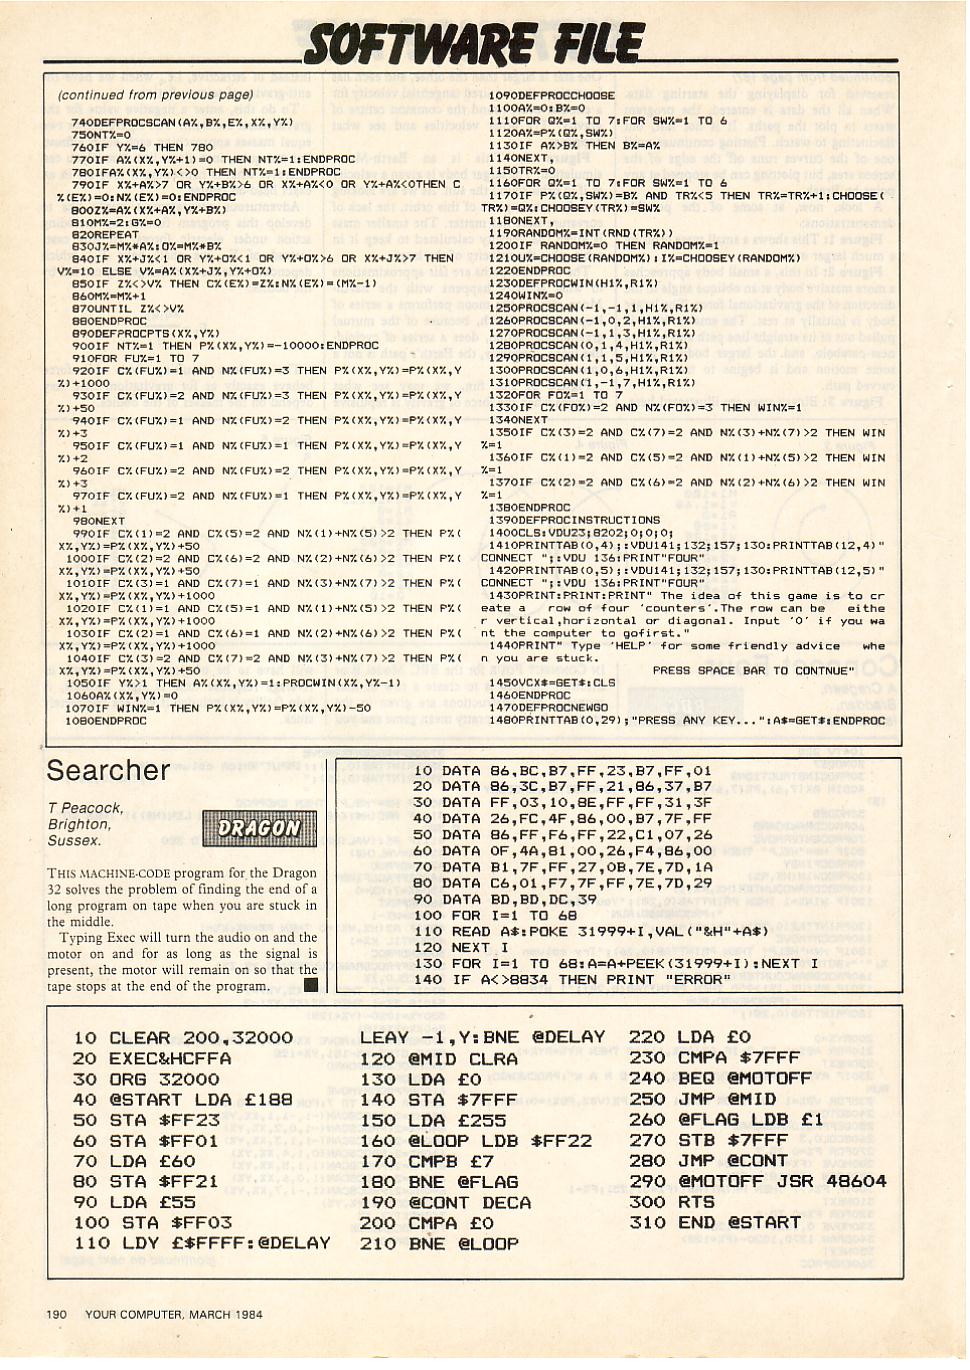 SOFTWARE FILE
(continued from previous page)
740DEFPROCSCAN(A%,B%,E%,X%,Y%)
750NT%=0
760IF Y%=6 THEN 780
770IF A%(X%,Y%+1)=0 THEN NT%=1:ENDPROC
780IFA%(X%,Y%)<>0 THEN NT%=1:ENDPROC
790IF X%+A%>7 OR Y%+B%>6 OR X%+A%<0 OR Y%+A%<0THEN C
%(E%)=0:N%(E%)=0:ENDPROC
800Z%=A%(X%+A%,Y%+B%)
810M%=2:G%=0
820REPEAT
830J%=M%*A%:O%=M%*B%
840IF X%+J%<1 OR Y%+O%<1 OR Y%+O%>6 OR X%+J%>7 THEN
V%=10 ELSE V%=A%(X%+J%,Y%+O%)
850IF Z%<>V% THEN C%(E%)=Z%:N%(E%)=(M%-1)
860M%=M%+1
870UNTIL Z%<>V%
880ENDPROC
890DEFPROCPTS(X%,Y%)
900IF NT%=1 THEN P%(X%,Y%)=-10000:ENDPROC
910FOR FU%=1 TO 7
920IF C%(FU%)=1 AND N%(FU%)=3 THEN P%(X%,Y%)=P%(X%,Y
%)+1000
930IF C%(FU%)=2 AND N%(FU%)=3 THEN P%(X%,Y%)=P%(X%,Y
%)+50
940IF C%(FU%)=1 AND N%(FU%)=2 THEN P%(X%,Y%)=P%(X%,Y
%)+3
950IF C%(FU%)=1 AND N%(FU%)=1 THEN P%(X%,Y%)=P%(X%,Y
%)+2
960IF C%(FU%)=2 AND N%(FU%)=2 THEN P%(X%,Y%)=P%(X%,Y
%)+3
970IF C%(FU%)=2 AND N%(FU%)=1 THEN P%(X%,Y%)=P%(X%,Y
%)+1
980NEXT
990IF C%(1)=2 AND C%(5)=2 AND N%(1)+N%(5)>2 THEN P%(
X%,Y%)=P%(X%,Y%)+50
1000IF C%(2)=2 AND C%(6)=2 AND N%(2)+N%(6)>2 THEN P%(
X%,Y%)=P%(X%,Y%)+50
1010IF C%(3)=1 AND C%(7)=1 AND N%(3)+N%(7)>2 THEN P%(
X%,Y%)=P%(X%,Y%)+1000
1020IF C%(1)=1 AND C%(5)=1 AND N%(1)+N%(5)>2 THEN P%(
X%,Y%)=P%(X%,Y%)+1000
1030IF C%(2)=1 AND C%(6)=1 AND N%(2)+N%(6)>2 THEN P%(
X%,Y%)=P%(X%,Y%)+1000
1040IF C%(3)=2 AND C%(7)=2 AND N%(3)+N%(7)>2 THEN P%(
X%,Y%)=P%(X%,Y%)+50
1050IF Y%>1 THEN A%(X%,Y%)=1:PROCWIN(X%,Y%-1)
1060A%(X%,Y%)=0
1070IF WIN%=1 THEN P%(X%,Y%)=P%(X%,Y%)-50
1080ENDPROC
1090DEFPROCCHOOSE
1100A%=0:B%=0
1110FOR Q%=1 TO 7:FOR SW%=1 TO 6
1120A%=P%(Q%,SW%)
1130IF A%>B% THEN B%=A%
1140NEXT,
1150TR%=0
1160FOR Q%=1 TO 7:FOR SW%=1 TO 6
1170IF P%(Q%,SW%)=B% AND TR%<5 THEN TR%=TR%+1:CHOOSE(
TR%)=Q%:CHOOSEY(TR%)=SW%
1180NEXT,
1190RANDOM%=INT(RND(TR%))
1200IF RANDOM%=0 THEN RANDOM%=1
1210U%=CHOOSE(RANDOM%):I%=CHOOSEY(RANDOM%)
1220ENDPROC
1230DEFPROCWIN(H1%,R1%)
1240WIN%=0
1250PROCSCAN(-1,-1,1,H1%,R1%)
1260PROCSCAN(-1,0,2,H1%,R1%)
1270PROCSCAN(-1,1,3,H1%,R1%)
1280PROCSCAN(0,1,4,H1%,R1%)
1290PROCSCAN(1,1,5,H1%,R1%)
1300PROCSCAN(1,0,6,H1%,R1%)
1310PROCSCAN(1,-1,7,H1%,R1%)
1320FOR FO%=1 TO 7
1330IF C%(FO%)=2 AND N%(FO%)=3 THEN WIN%=1
1340NEXT
1350IF C%(3)=2 AND C%(7)=2 AND N%(3)+N%(7)>2 THEN WIN
%=1
1360IF C%(1)=2 AND C%(5)=2 AND N%(1)+N%(5)>2 THEN WIN
%=1
1370IF C%(2)=2 AND C%(6)=2 AND N%(2)+N%(6)>2 THEN WIN
%=1
1380ENDPROC
1390DEFPROCINSTRUCTIONS
1400CLS:VDU23;8202;0;0;0;
1410PRINTTAB(0,4);:VDU141;132;157;130:PRINTTAB(12,4)"
CONNECT ";:VDU 136:PRINT"FOUR"
1420PRINTTAB(0,5);:VDU141;132;157;130:PRINTTAB(12,5)"
CONNECT ";:VDU 136:PRINT"FOUR"
1430PRINT:PRINT:PRINT" The idea of this game is to cr
eate a row of four 'counters'.The row can be eithe
r vertical,horizontal or diagonal. Input '0' if you wa
nt the computer to gofirst."
1440PRINT" Type 'HELP' for some friendly advice whe
n you are stuck.
PRESS SPACE BAR TO CONTNUE"
1450VCX$=GET$:CLS
1460ENDPROC
1470DEFPROCNEWGO
1480PRINTTAB(0,29);"PRESS ANY KEY...":A$=GET$:ENDPROC
Searcher
T Peacock,
Brighton,
Sussex.
DRAGON
THIS MACHINE-CODE program for the Dragon
32 solves the problem of finding the end of a
long program on tape when you are stuck in
the middle.
Typing Exec will turn the audio on and the
motor on and for as long as the signal is
present, the motor will remain on so that the
tape stops at the end of the program.
10 DATA 86,BC,B7,FF,23,B7,FF,01
20 DATA 86,3C,B7,FF,21,86,37,B7
30 DATA FF,03,10,8E,FF,FF,31,3F
40 DATA 26,FC,4F,86,00,B7,7F,FF
50 DATA 86,FF,F6,FF,22,C1,07,26
60 DATA 0F,4A,81,00,26,F4,86,00
70 DATA B1,7F,FF,27,0B,7E,7D,1A
80 DATA C6,01,F7,7F,FF,7E,7D,29
90 DATA BD,BD,DC,39
100 FOR I=1 TO 68
110 READ A$:POKE 31999+I,VAL("&H"+A$)
120 NEXT I
130 FOR I=1 TO 68:A=A+PEEK(31999+I):NEXT I
140 IF A<>8834 THEN PRINT "ERROR"
10 CLEAR 200,32000
20 EXEC&HCFFA
30 ORG 32000
40 @START LDA £188
50 STA $FF23
60 STA $FF01
70 LDA £60
80 STA $FF21
90 LDA £55
100 STA $FF03
110 LDY £$FFFF:@DELAY
LEAY -1,Y:BNE @DELAY
120 @MID CLRA
130 LDA £0
140 STA $7FFF
150 LDA £255
160 @LOOP LDB $FF22
170 CMPB £7
180 BNE @FLAG
190 @CONT DECA
200 CMPA £0
210 BNE @LOOP
220 LDA £0
230 CMPA $7FFF
240 BEQ @MOTOFF
250 JMP @MID
260 @FLAG LDB £1
270 STB $7FFF
280 JMP @CONT
290 @MOTOFF JSR 48604
300 RTS
310 END @START
190 YOUR COMPUTER, MARCH 1984